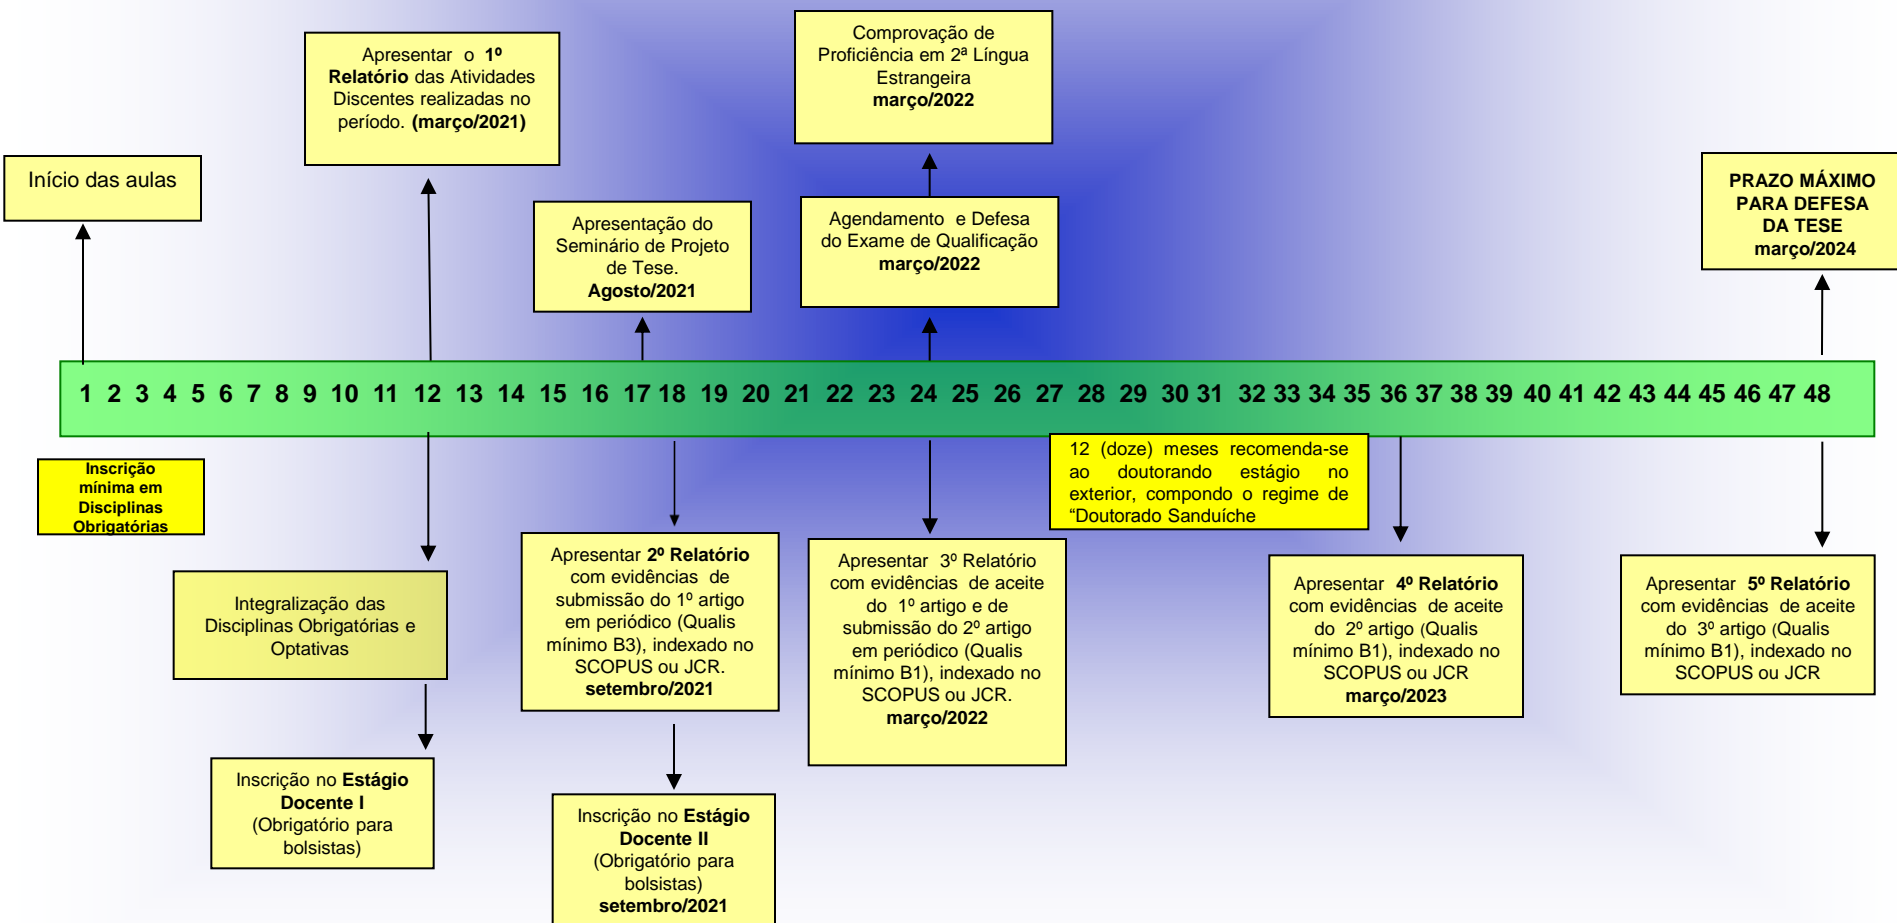 Comprovação de
Proficiência em 2ª Língua
Estrangeira
março/2022
Apresentar o 1º
Relatório das Atividades
Discentes realizadas no
período. (março/2021)
Início das aulas
PRAZO MÁXIMO
PARA DEFESA
DA TESE
março/2024
Apresentação do
Seminário de Projeto
de Tese.
Agosto/2021
Agendamento e Defesa
do Exame de Qualificação
março/2022
1 2 3 4 5 6 7 8 9 10 11 12 13 14 15 16 17 18 19 20 21 22 23 24 25 26 27 28 29 30 31 32 33 34 35 36 37 38 39 40 41 42 43 44 45 46 47 48
Inscrição
mínima em
Disciplinas
Obrigatórias
12 (doze) meses recomenda-se
ao doutorando estágio no
exterior, compondo o regime de
“Doutorado Sanduíche
Integralização das
Disciplinas Obrigatórias e
Optativas
Apresentar 2º Relatório
com evidências de
submissão do 1º artigo
em periódico (Qualis
mínimo B3), indexado no
SCOPUS ou JCR.
setembro/2021
Apresentar 3º Relatório
com evidências de aceite
do 1º artigo e de
submissão do 2º artigo
em periódico (Qualis
mínimo B1), indexado no
SCOPUS ou JCR.
março/2022
Apresentar 4º Relatório
com evidências de aceite
do 2º artigo (Qualis
mínimo B1), indexado no
SCOPUS ou JCR
março/2023
Apresentar 5º Relatório
com evidências de aceite
do 3º artigo (Qualis
mínimo B1), indexado no
SCOPUS ou JCR
Inscrição no Estágio
Docente I
(Obrigatório para
bolsistas)
Inscrição no Estágio
Docente II
(Obrigatório para
bolsistas)
setembro/2021